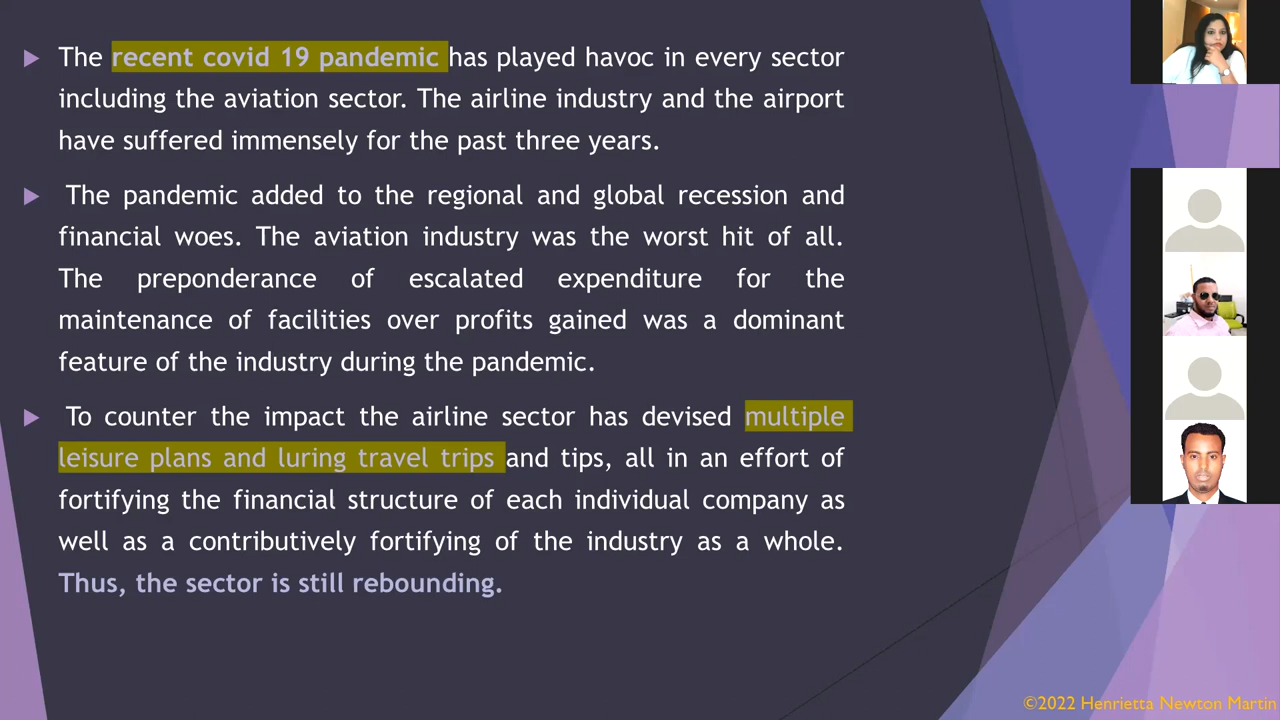 The recent covid 19 pandemic has played havoc in every sector
including the aviation sector. The airline industry and the airport
have suffered immensely for the past three years.
The pandemic added to the regional and global recession and
financial woes. The aviation industry was the worst hit of all.
The preponderance of escalated expenditure for the
maintenance of facilities over profits gained was a dominant
feature of the industry during the pandemic.
To counter the impact the airline sector has devised multiple
leisure plans and luring travel trips and tips, all in an effort of
fortifying the financial structure of each individual company as
well as a contributively fortifying of the industry as a whole.
Thus, the sector is still rebounding.
©2022 Henrietta Newton Martin